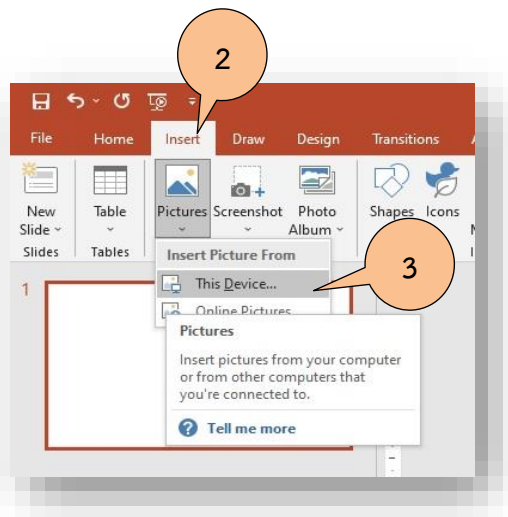 2
File Home Insert Draw Design Transitions
New Slide Table Pictures Screenshot Photo Album Shapes Icons
Slides Tables
Insert Picture From
This Device...
3
Online Pictures
1
Pictures
Insert pictures from your computer
or from other computers that
you're connected to.
Tell me more